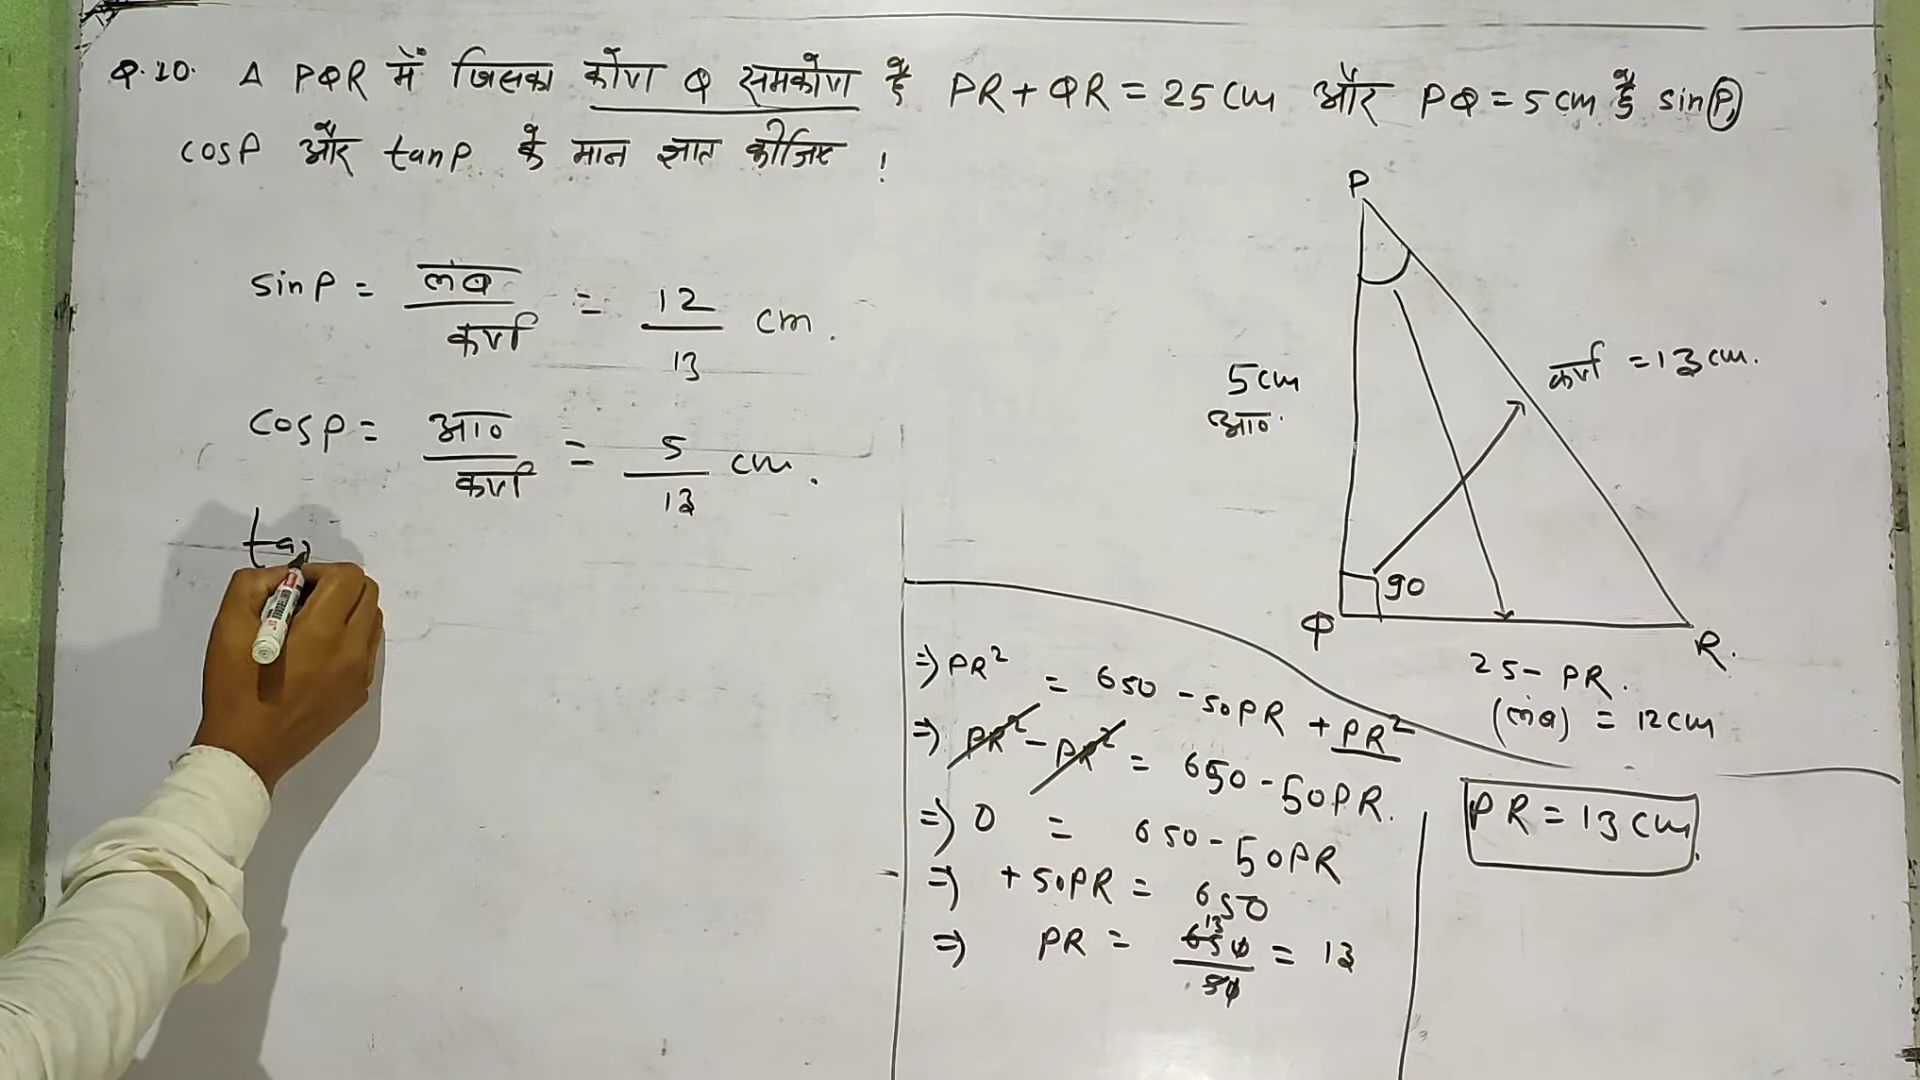 Q.10. Δ PQR में जिसका कोण Q समकोण है PR + QR = 25 cm और PQ = 5 cm है sin P,
cos P और tan P के मान ज्ञात कीजिए !
sin P = लंब / कर्ण = 12 / 13 cm.
cos P = आ० / कर्ण = 5 / 13 cm.
tan
P
5 cm
आ०
कर्ण = 13 cm.
90
Q
R.
25 - PR.
(लंब) = 12 cm
=> PR² = 650 - 50PR + PR²
=> PR² - PR² = 650 - 50PR.
=> 0 = 650 - 50PR
=> + 50PR = 650
=> PR = 650 / 50 = 13
13
PR = 13 cm.